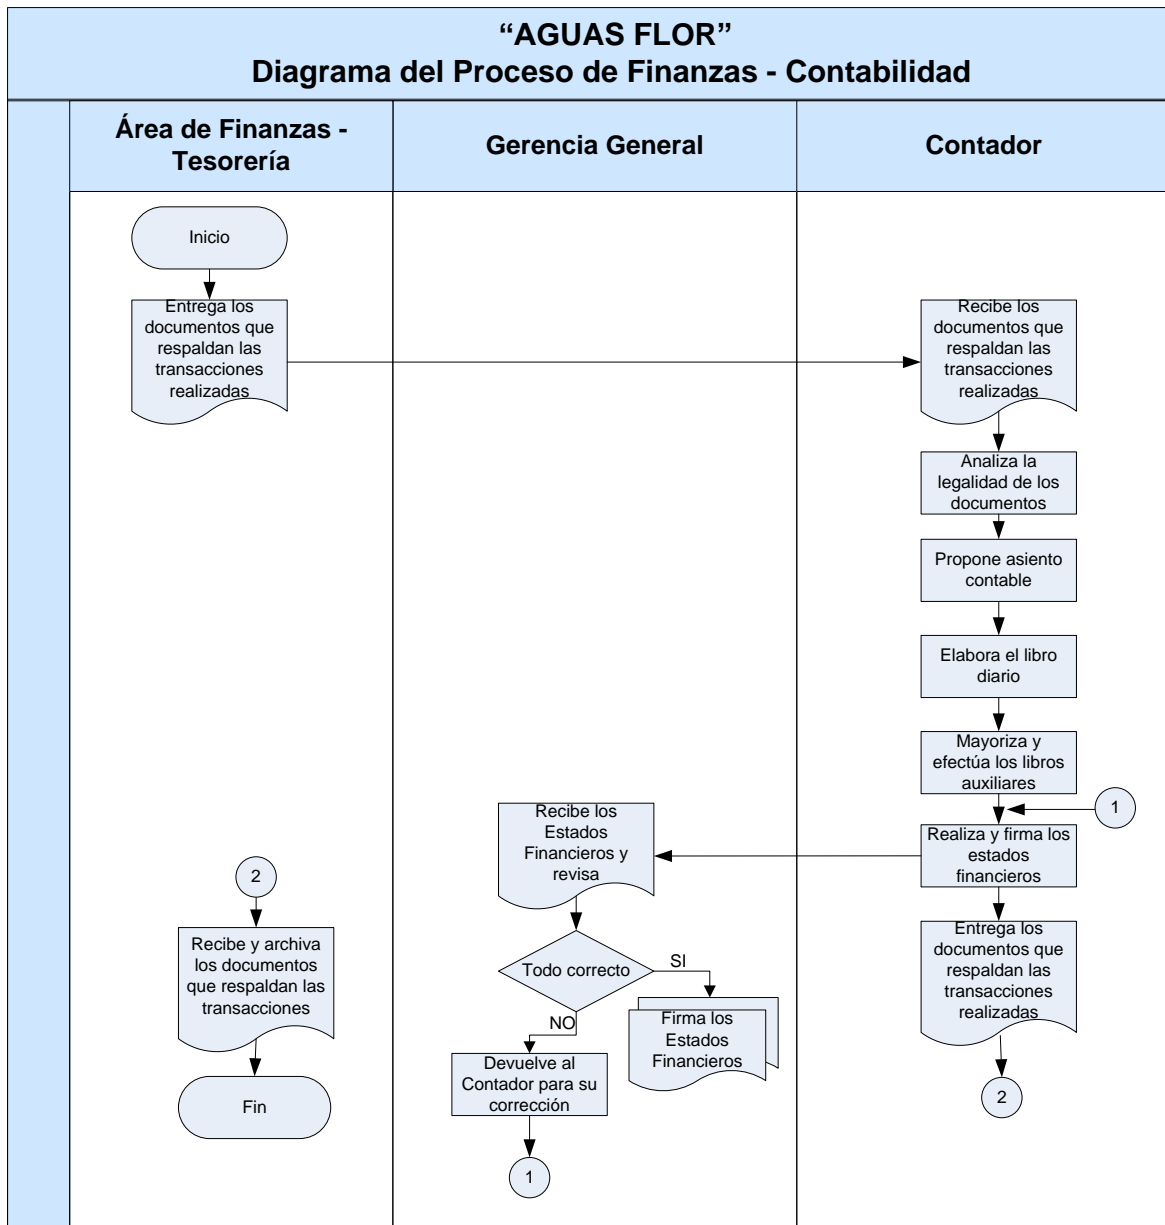 “AGUAS FLOR”
Diagrama del Proceso de Finanzas - Contabilidad
Área de Finanzas -
Tesorería
Gerencia General
Contador
Inicio
Entrega los
documentos que
respaldan las
transacciones
realizadas
Recibe los
documentos que
respaldan las
transacciones
realizadas
Analiza la
legalidad de los
documentos
Propone asiento
contable
Elabora el libro
diario
Mayoriza y
efectúa los libros
auxiliares
1
Realiza y firma los
estados
financieros
Recibe los
Estados
Financieros y
revisa
Todo correcto
SI
Firma los
Estados
Financieros
NO
Devuelve al
Contador para su
corrección
1
Entrega los
documentos que
respaldan las
transacciones
realizadas
2
2
Recibe y archiva
los documentos
que respaldan las
transacciones
Fin